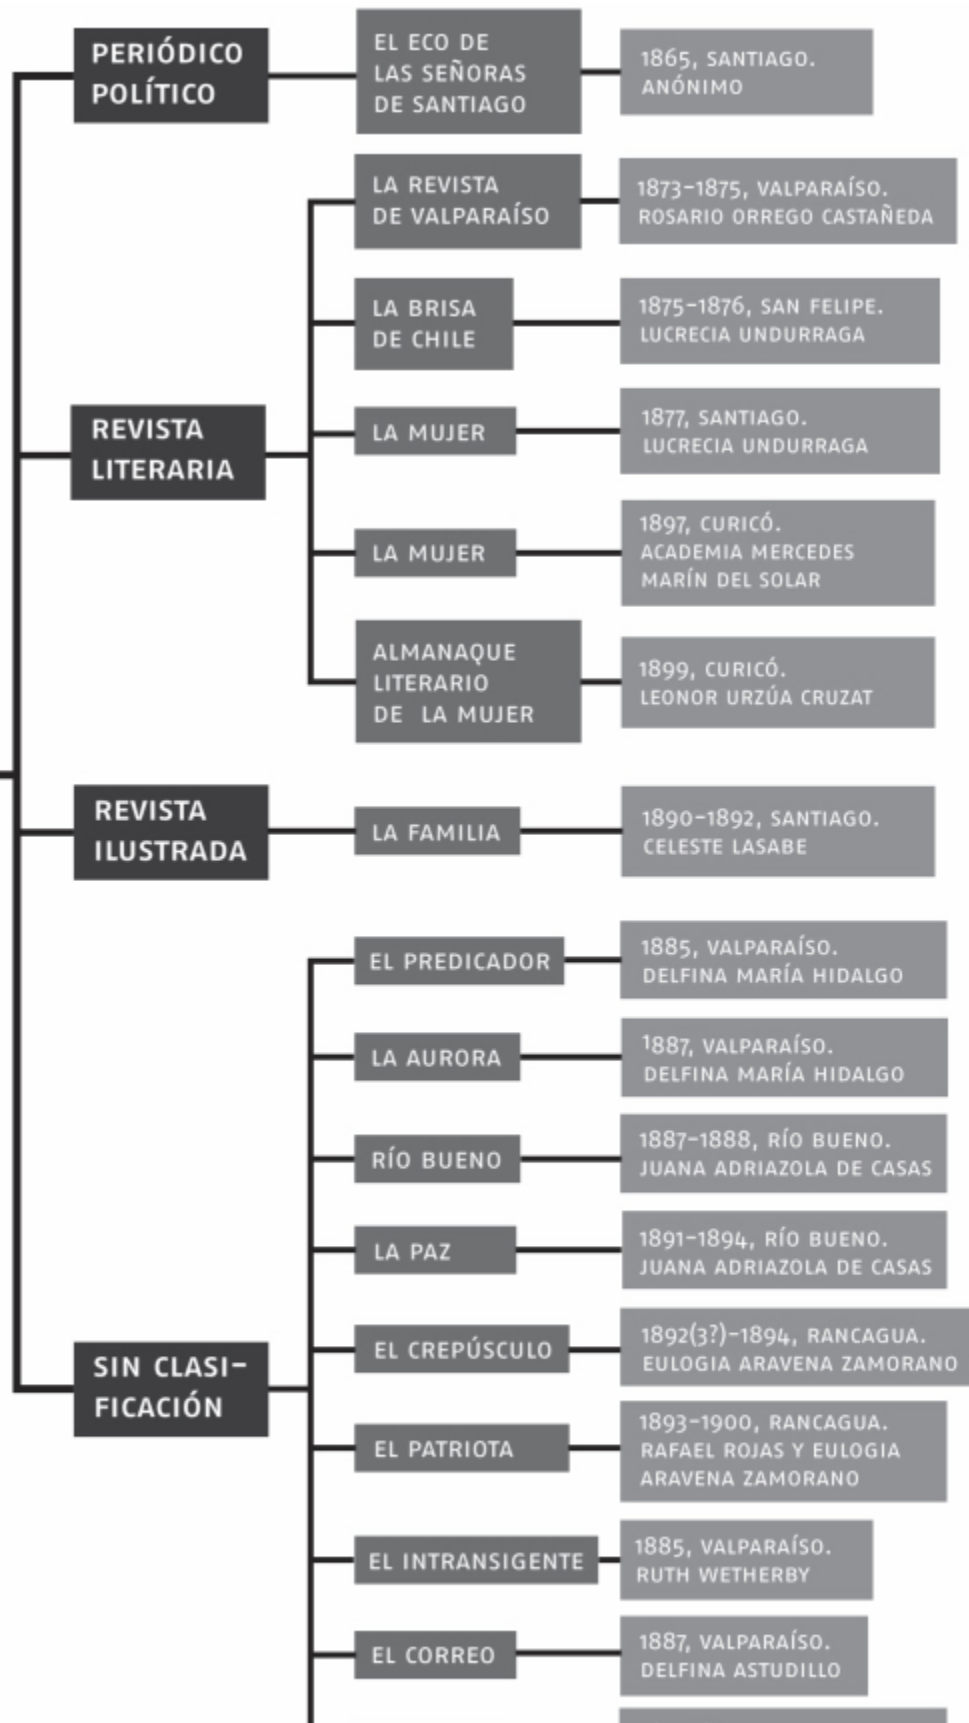 PERIÓDICO
POLÍTICO
EL ECO DE
LAS SEÑORAS
DE SANTIAGO
1865, SANTIAGO.
ANÓNIMO
REVISTA
LITERARIA
LA REVISTA
DE VALPARAÍSO
1873-1875, VALPARAÍSO.
ROSARIO ORREGO CASTAÑEDA
LA BRISA
DE CHILE
1875-1876, SAN FELIPE.
LUCRECIA UNDURRAGA
LA MUJER
1877, SANTIAGO.
LUCRECIA UNDURRAGA
LA MUJER
1897, CURICÓ.
ACADEMIA MERCEDES
MARÍN DEL SOLAR
ALMANAQUE
LITERARIO
DE LA MUJER
1899, CURICÓ.
LEONOR URZÚA CRUZAT
REVISTA
ILUSTRADA
LA FAMILIA
1890-1892, SANTIAGO.
CELESTE LASABE
SIN CLASI-
FICACIÓN
EL PREDICADOR
1885, VALPARAÍSO.
DELFINA MARÍA HIDALGO
LA AURORA
1887, VALPARAÍSO.
DELFINA MARÍA HIDALGO
RÍO BUENO
1887-1888, RÍO BUENO.
JUANA ADRIAZOLA DE CASAS
LA PAZ
1891-1894, RÍO BUENO.
JUANA ADRIAZOLA DE CASAS
EL CREPÚSCULO
1892(3?)-1894, RANCAGUA.
EULOGIA ARAVENA ZAMORANO
EL PATRIOTA
1893-1900, RANCAGUA.
RAFAEL ROJAS Y EULOGIA
ARAVENA ZAMORANO
EL INTRANSIGENTE
1885, VALPARAÍSO.
RUTH WETHERBY
EL CORREO
1887, VALPARAÍSO.
DELFINA ASTUDILLO